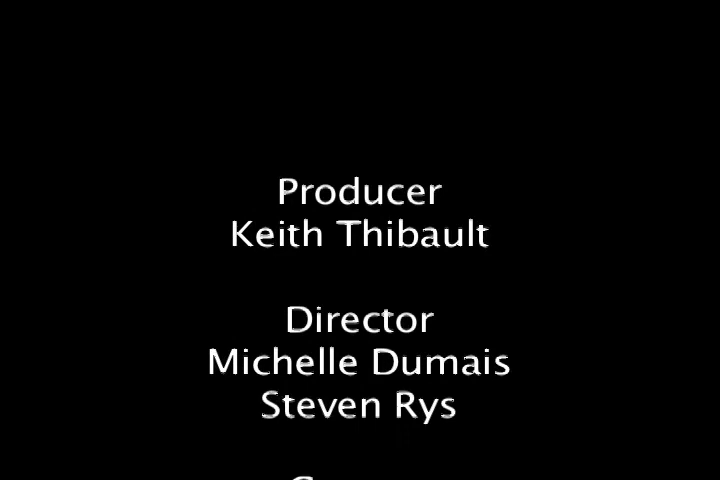 Producer
Keith Thibault
Director
Michelle Dumais
Steven Rys